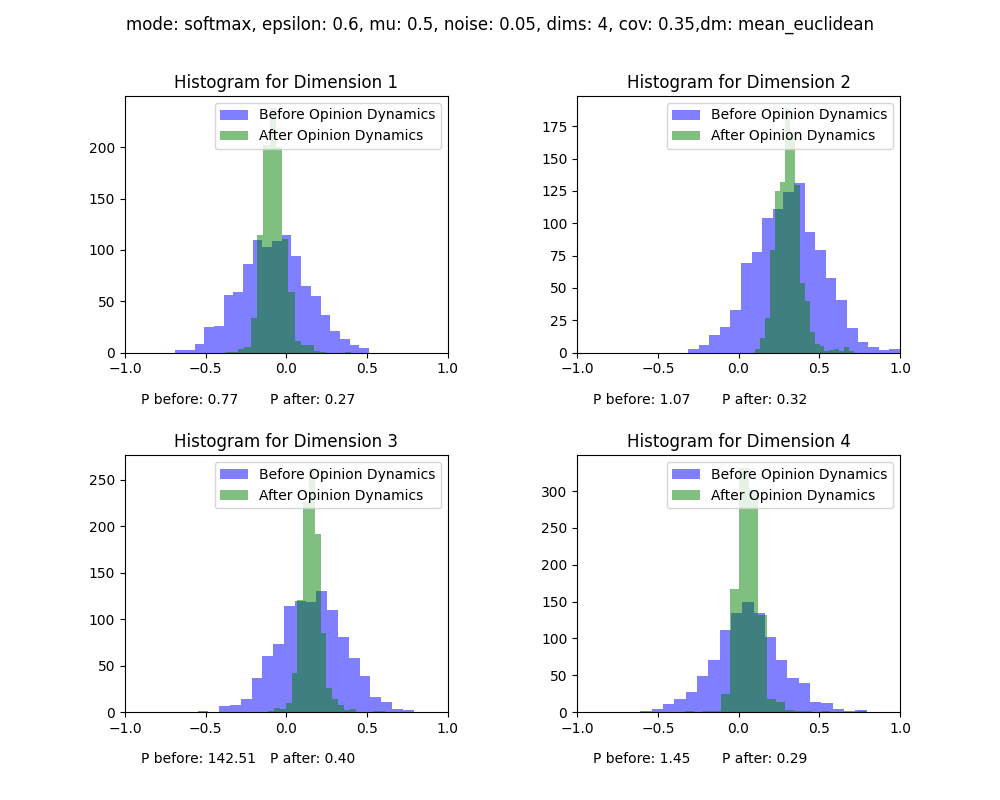 mode: softmax, epsilon: 0.6, mu: 0.5, noise: 0.05, dims: 4, cov: 0.35,dm: mean_euclidean
Histogram for Dimension 1
Before Opinion Dynamics
After Opinion Dynamics
200
150
100
50
0
−1.0 −0.5 0.0 0.5 1.0
P before: 0.77 P after: 0.27
Histogram for Dimension 2
Before Opinion Dynamics
After Opinion Dynamics
175
150
125
100
75
50
25
0
−1.0 −0.5 0.0 0.5 1.0
P before: 1.07 P after: 0.32
Histogram for Dimension 3
Before Opinion Dynamics
After Opinion Dynamics
250
200
150
100
50
0
−1.0 −0.5 0.0 0.5 1.0
P before: 142.51 P after: 0.40
Histogram for Dimension 4
Before Opinion Dynamics
After Opinion Dynamics
300
250
200
150
100
50
0
−1.0 −0.5 0.0 0.5 1.0
P before: 1.45 P after: 0.29